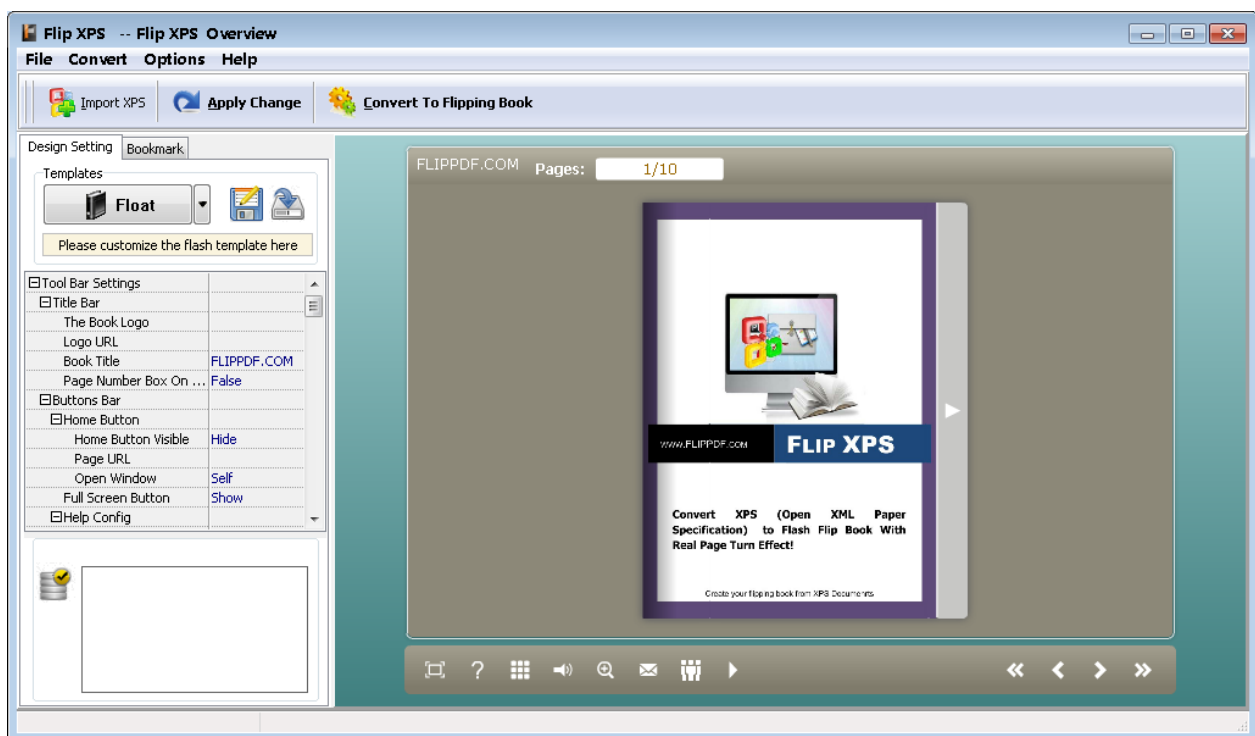 Flip XPS -- Flip XPS Overview
File Convert Options Help
Import XPS
Apply Change
Convert To Flipping Book
Design Setting
Bookmark
Templates
Float
Please customize the flash template here
Tool Bar Settings
Title Bar
The Book Logo
Logo URL
Book Title FLIPPDF.COM
Page Number Box On ... False
Buttons Bar
Home Button
Home Button Visible Hide
Page URL
Open Window Self
Full Screen Button Show
Help Config
FLIPPDF.COM Pages: 1/10
www.FLIPPDF.com FLIP XPS
Convert XPS (Open XML Paper
Specification) to Flash Flip Book With
Real Page Turn Effect!
Create your flipping book from XPS Documents